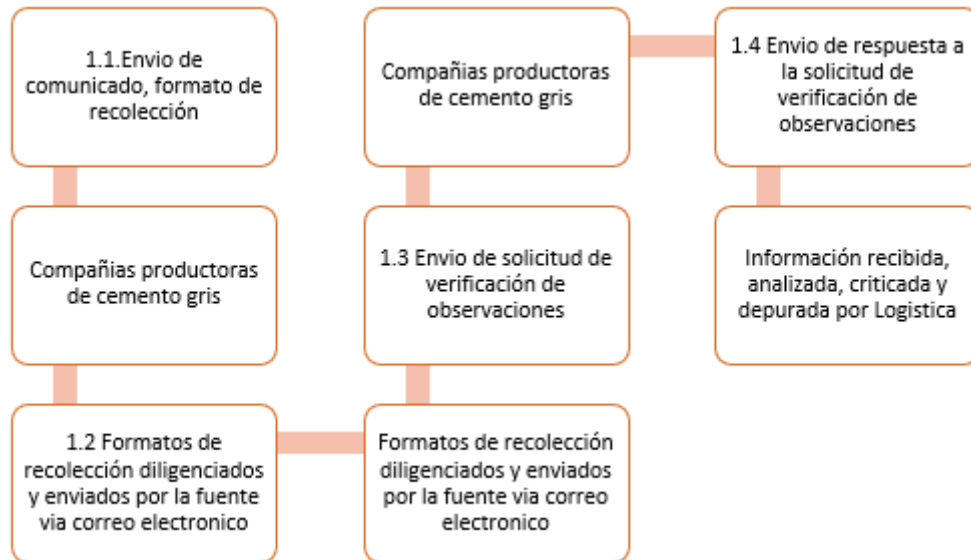 1.1.Envio de
comunicado, formato de
recolección
Compañias productoras
de cemento gris
1.2 Formatos de
recolección diligenciados
y enviados por la fuente
via correo electronico
Formatos de recolección
diligenciados y enviados
por la fuente via correo
electronico
1.3 Envio de solicitud de
verificación de
observaciones
Compañias productoras
de cemento gris
1.4 Envio de respuesta a
la solicitud de
verificación de
observaciones
Información recibida,
analizada, criticada y
depurada por Logistica